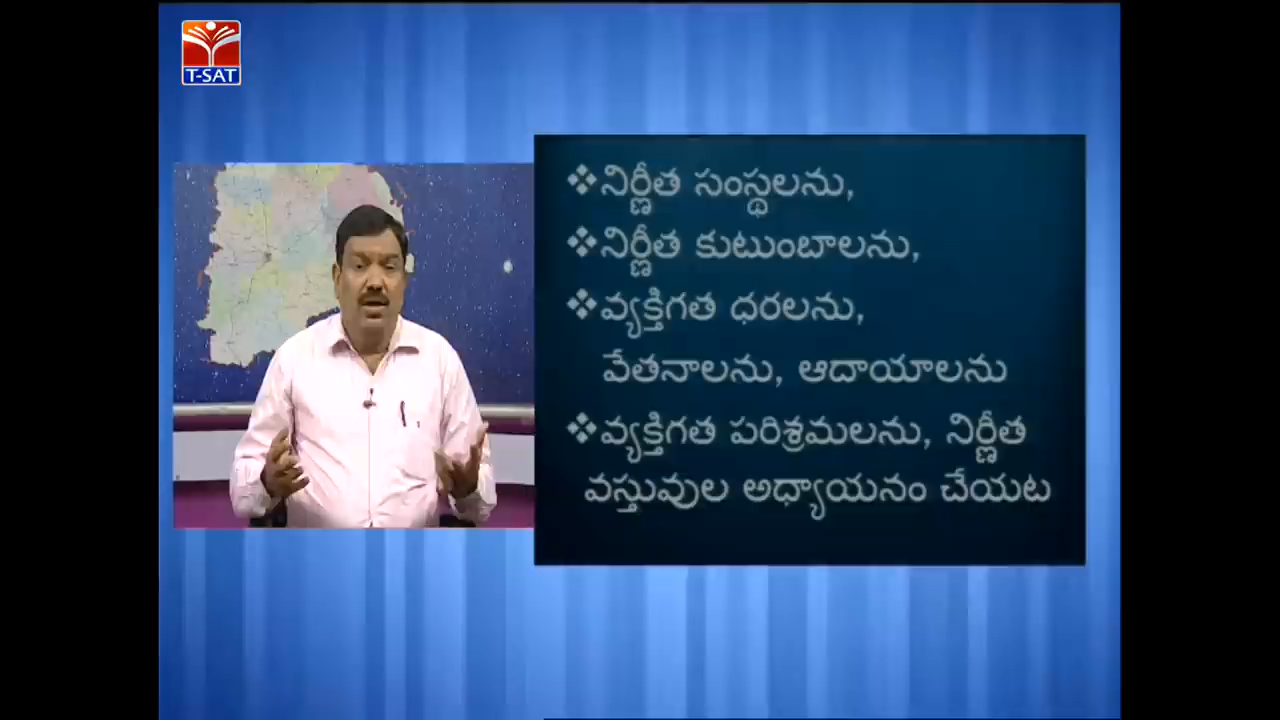 T-SAT
❖నిర్ణీత సంస్థలను,
❖నిర్ణీత కుటుంబాలను,
❖వ్యక్తిగత ధరలను,
వేతనాలను, ఆదాయాలను
❖వ్యక్తిగత పరిశ్రమలను, నిర్ణీత
వస్తువుల అధ్యాయనం చేయట